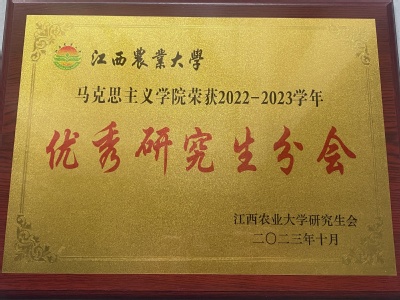 江西農業大學
马克思主义学院荣获2022-2023学年
优秀研究生分会
江西农业大学研究生会
二〇二三年十月